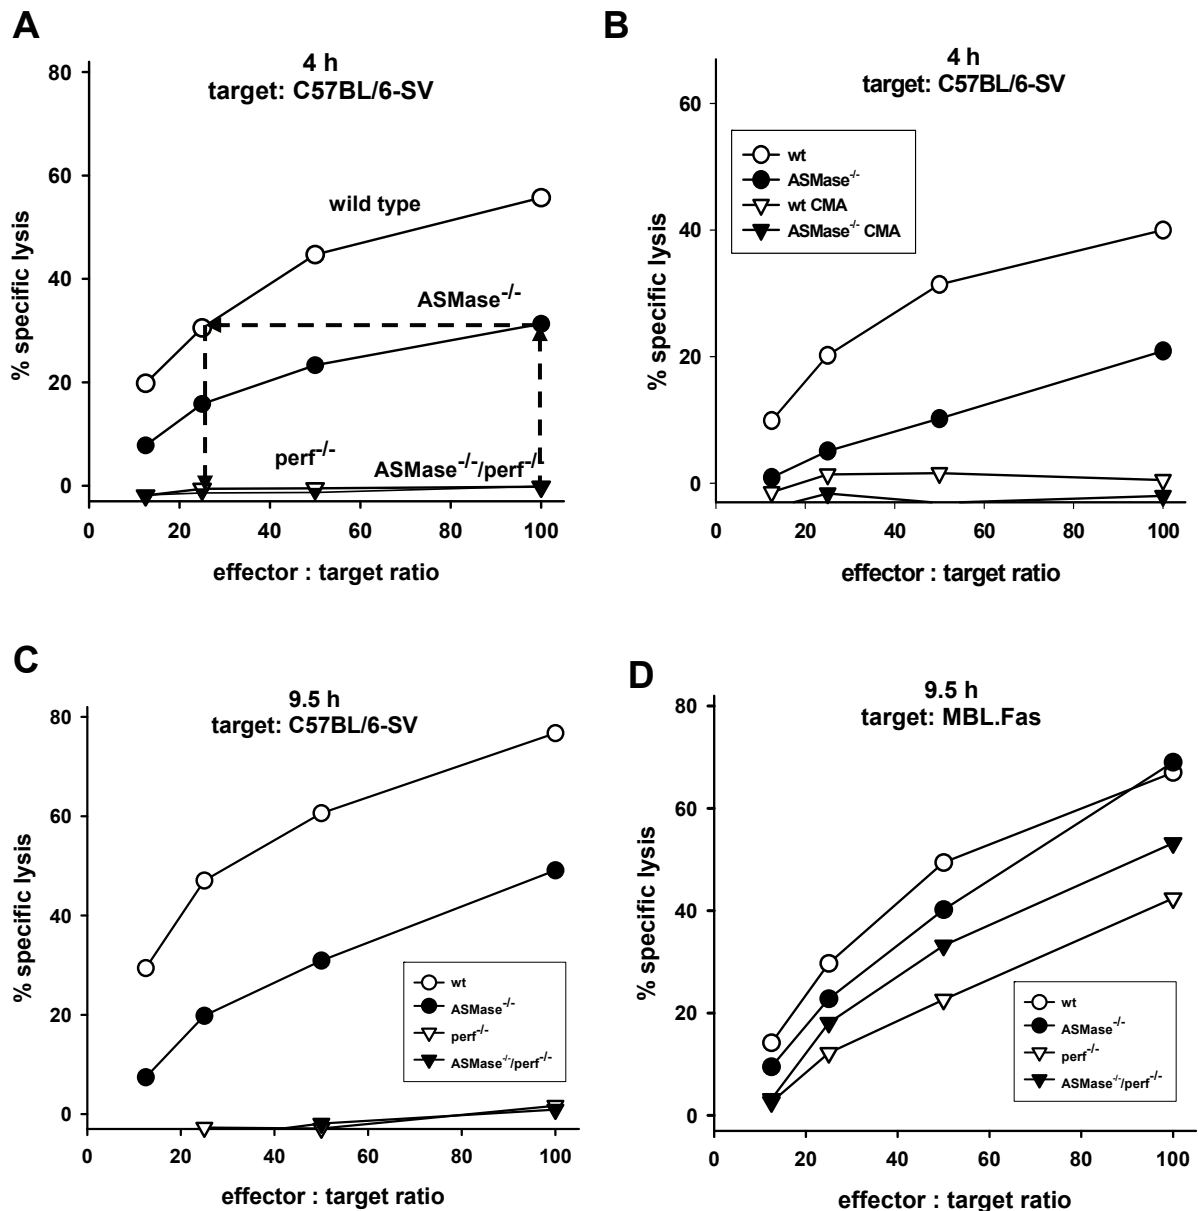 A
4 h
target: C57BL/6-SV
80
60
40
20
0
% specific lysis
wild type
ASMase-/-
perf-/-
ASMase-/-/perf-/-
0 20 40 60 80 100
effector : target ratio
B
4 h
target: C57BL/6-SV
60
40
20
0
% specific lysis
wt
ASMase-/-
wt CMA
ASMase-/- CMA
0 20 40 60 80 100
effector : target ratio
C
9.5 h
target: C57BL/6-SV
80
60
40
20
0
% specific lysis
wt
ASMase-/-
perf-/-
ASMase-/-/perf-/-
0 20 40 60 80 100
effector : target ratio
D
9.5 h
target: MBL.Fas
80
60
40
20
0
% specific lysis
wt
ASMase-/-
perf-/-
ASMase-/-/perf-/-
0 20 40 60 80 100
effector : target ratio